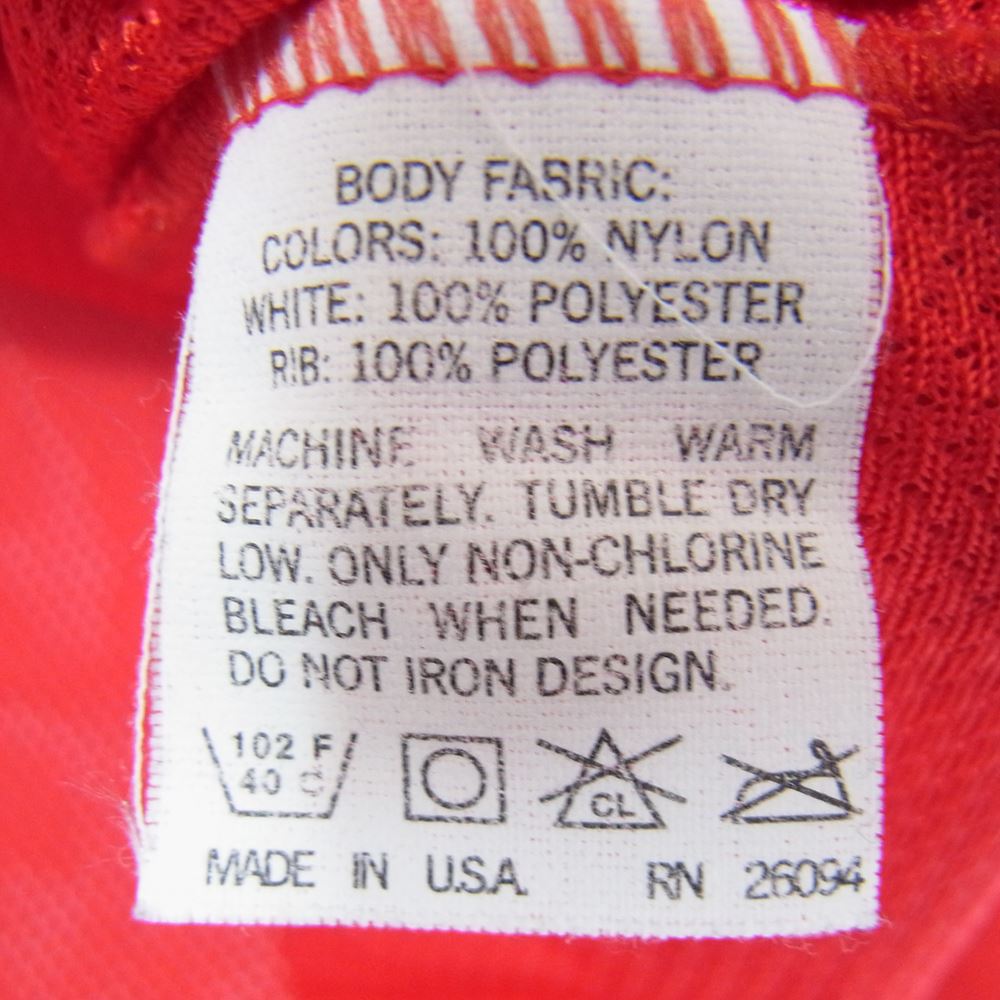 BODY FABRIC:
COLORS: 100% NYLON
WHITE: 100% POLYESTER
RIB: 100% POLYESTER
MACHINE WASH WARM
SEPARATELY. TUMBLE DRY
LOW. ONLY NON-CHLORINE
BLEACH WHEN NEEDED.
DO NOT IRON DESIGN.
102 F
40 C
CL
MADE IN U.S.A. RN 26094